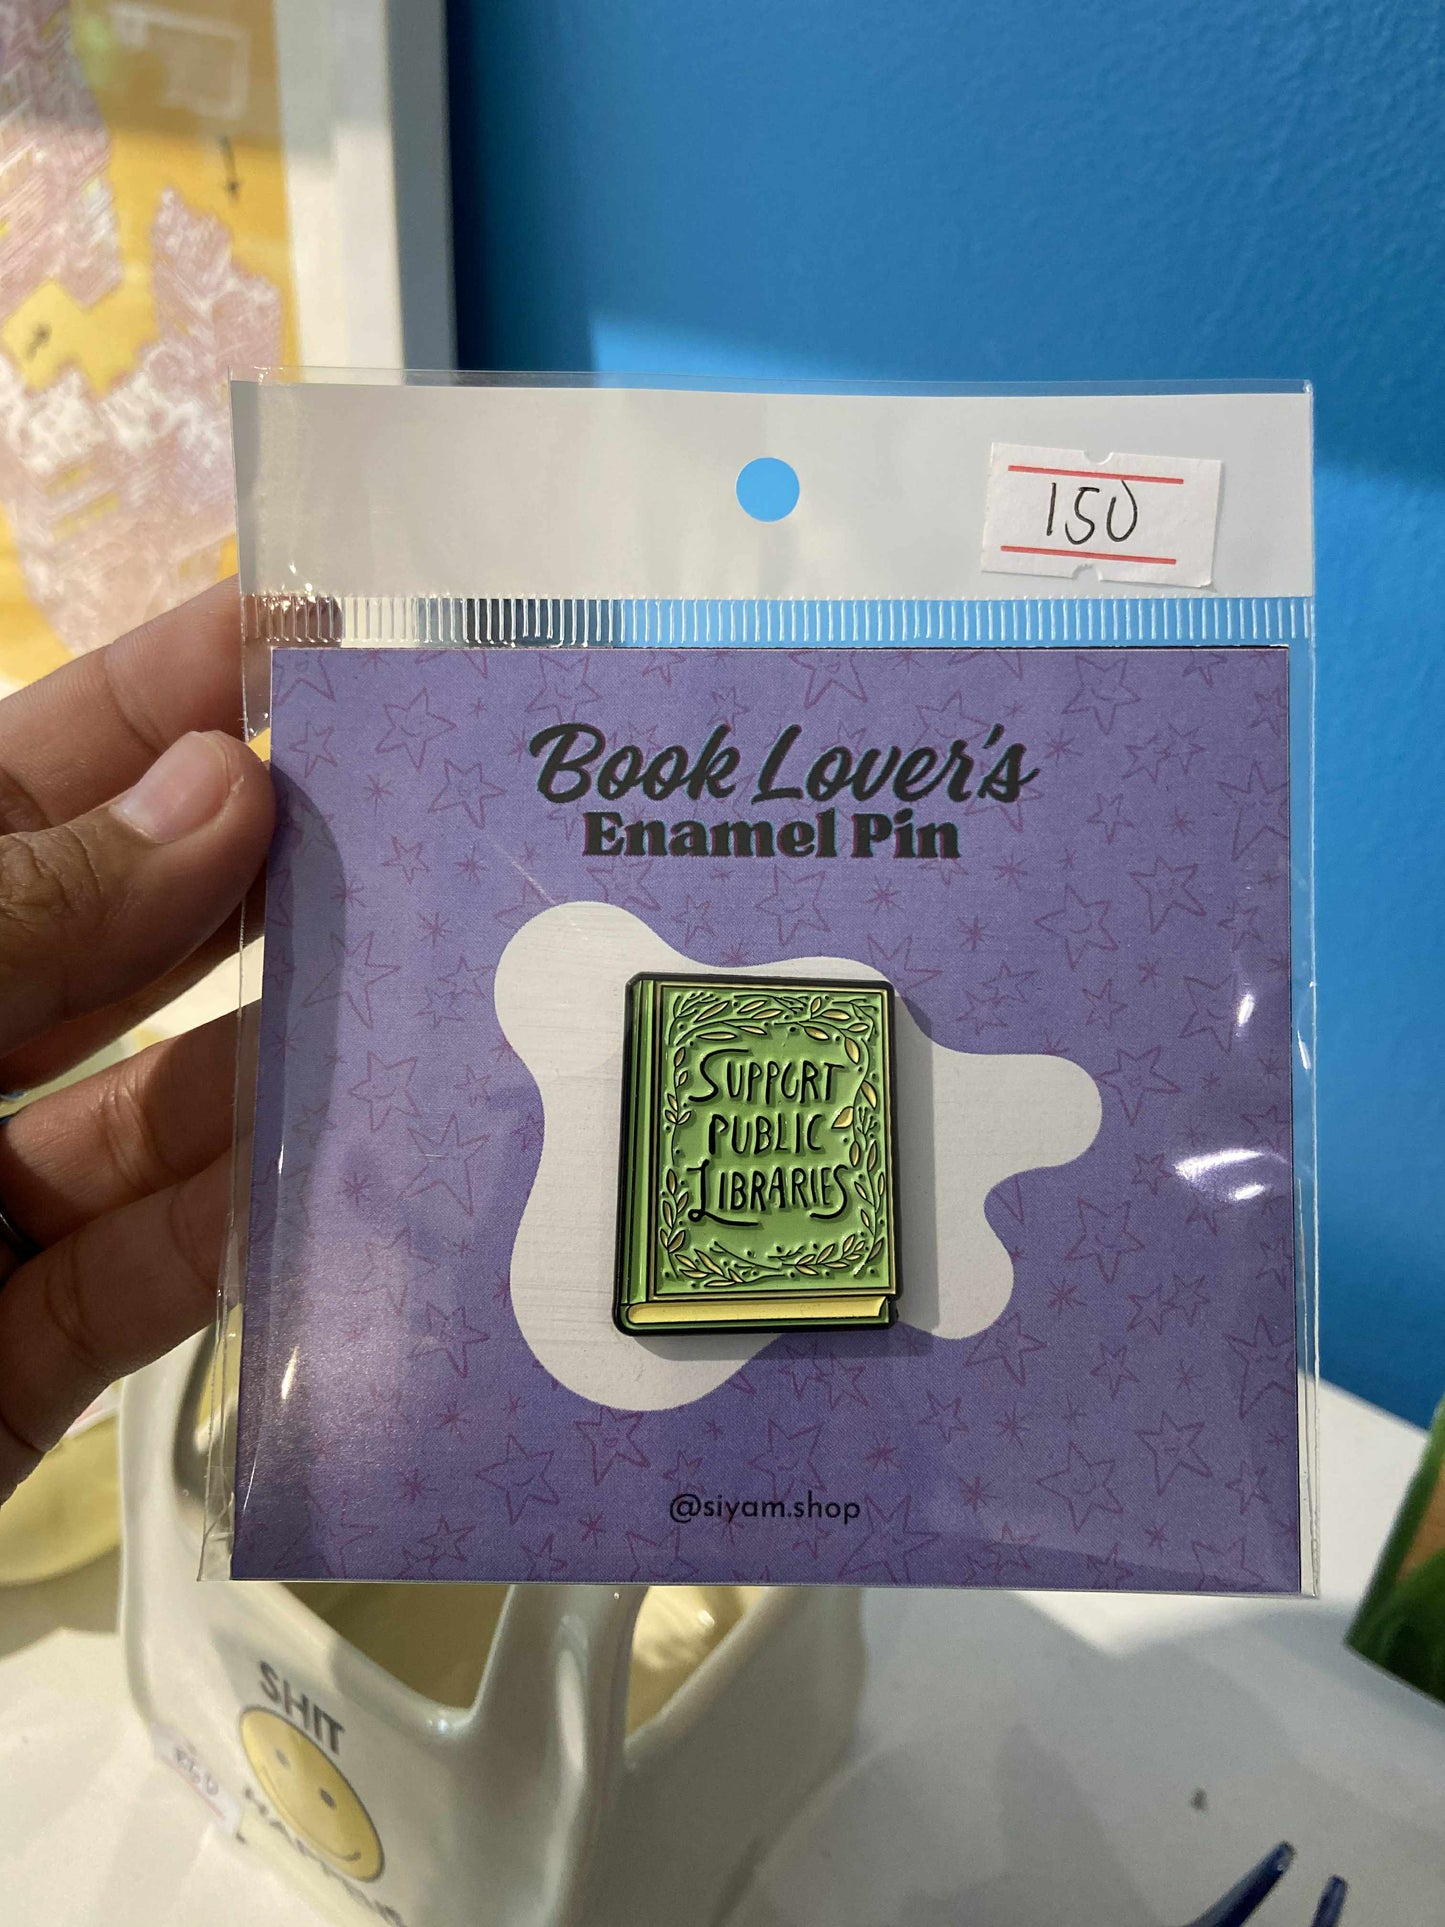 150
Book Lover's
Enamel Pin
SUPPORT
PUBLIC
LIBRARIES
@siyam.shop
SHIT